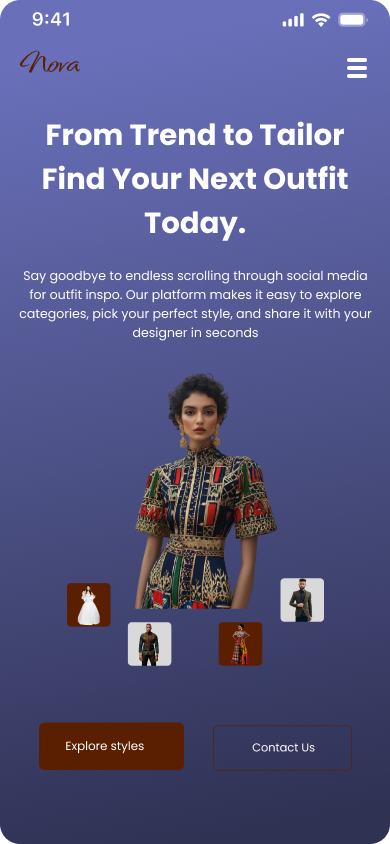 9:41
Nova
From Trend to Tailor
Find Your Next Outfit
Today.
Say goodbye to endless scrolling through social media
for outfit inspo. Our platform makes it easy to explore
categories, pick your perfect style, and share it with your
designer in seconds
Explore styles
Contact Us